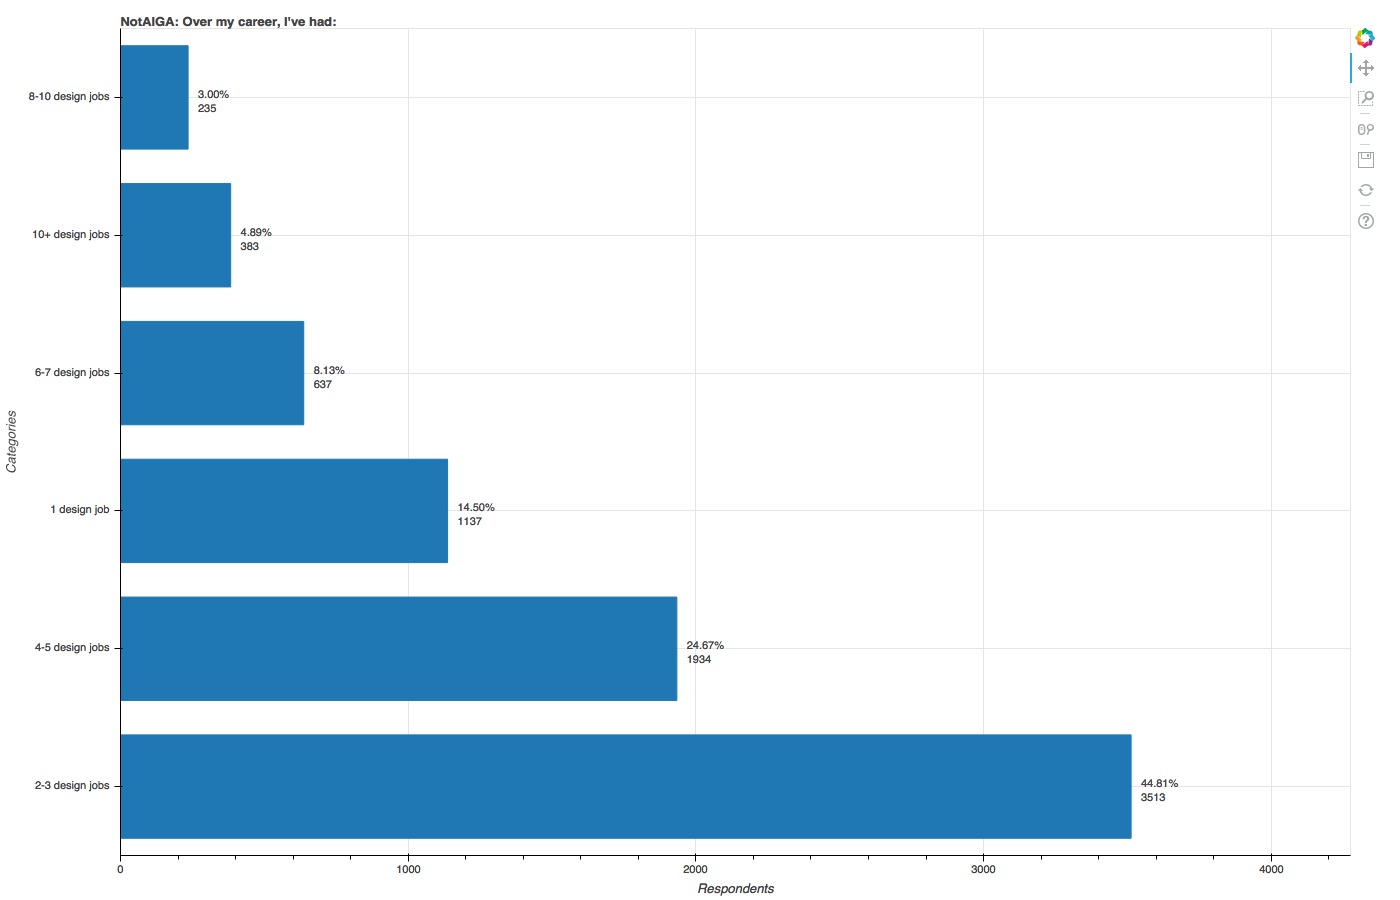 NotAIGA: Over my career, I've had:
8-10 design jobs
3.00%
235
10+ design jobs
4.89%
383
6-7 design jobs
8.13%
637
Categories
1 design job
14.50%
1137
4-5 design jobs
24.67%
1934
2-3 design jobs
44.81%
3513
0
1000
2000
3000
4000
Respondents